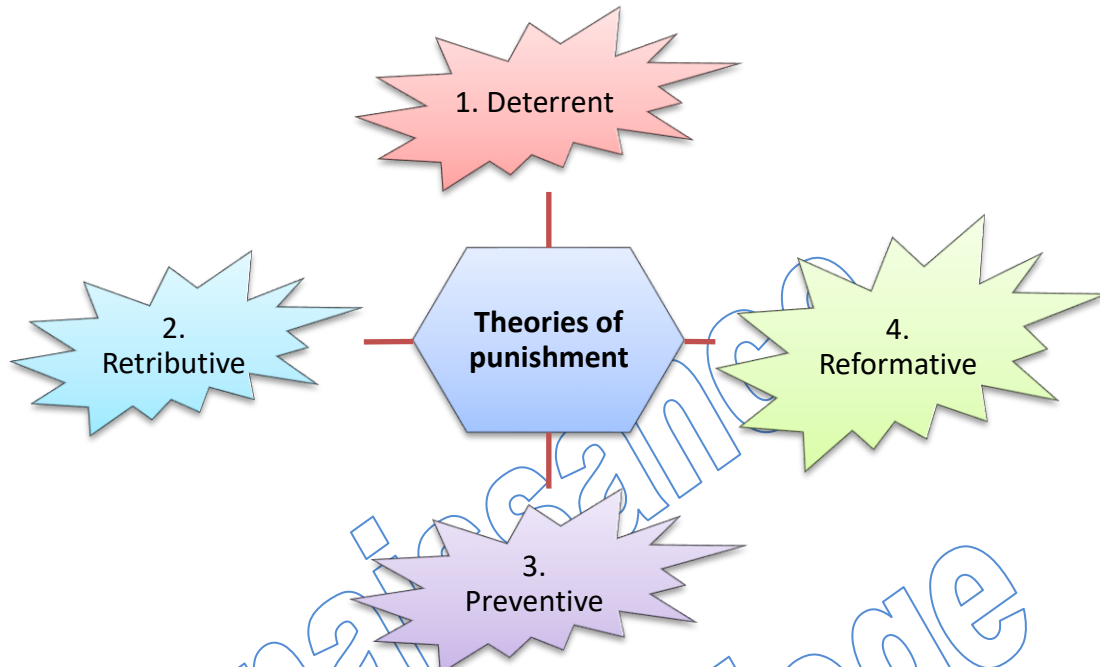 1. Deterrent
Theories of
punishment
2.
Retributive
4.
Reformative
3.
Preventive